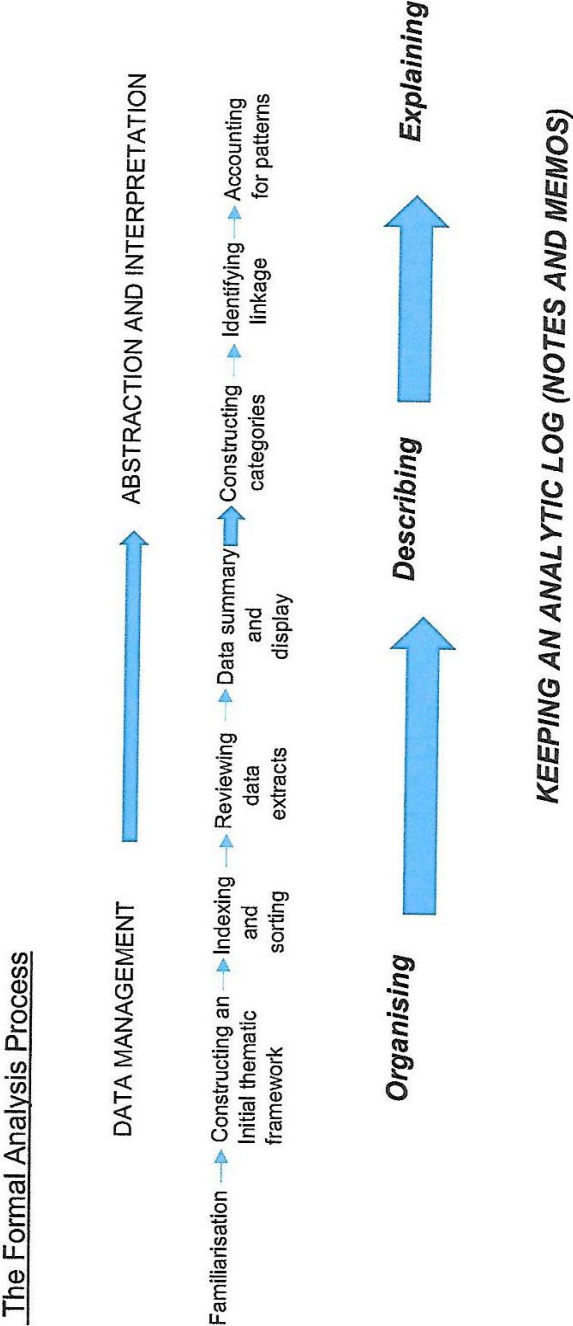 The Formal Analysis Process
DATA MANAGEMENT
ABSTRACTION AND INTERPRETATION
Familiarisation
Constructing an
Initial thematic
framework
Indexing
and
sorting
Reviewing
data
extracts
Data summary
and
display
Constructing
categories
Identifying
linkage
Accounting
for patterns
Organising
Describing
Explaining
KEEPING AN ANALYTIC LOG (NOTES AND MEMOS)